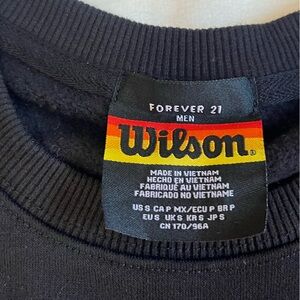 FOREVER 21
MEN
Wilson®
MADE IN VIETNAM
HECHO EN VIETNAM
FABRIQUÉ AU VIETNAM
FABRICADO NO VIETNAM
US S CA P MX/ECU P BR P
EU S UK S KR S JP S
CN 170/96A